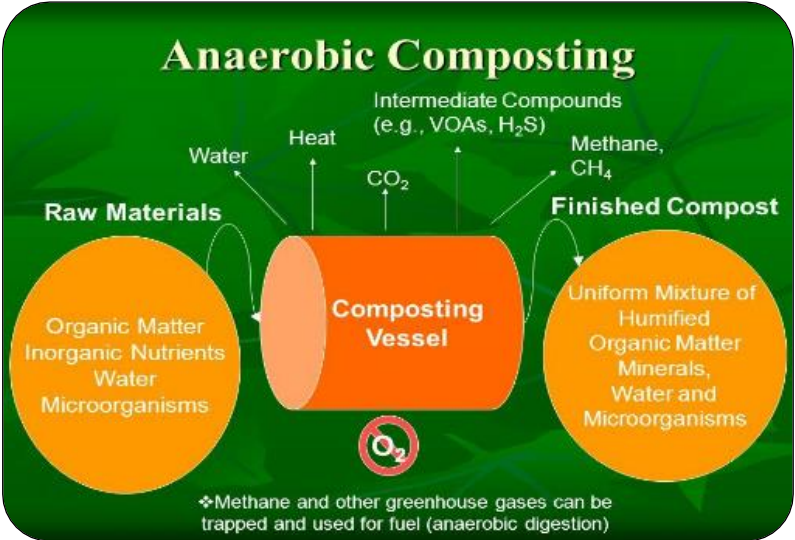 Anaerobic Composting
Intermediate Compounds
(e.g., VOAs, H₂S)
Heat
Methane,
CH₄
Water
CO₂
Raw Materials
Finished Compost
Organic Matter
Inorganic Nutrients
Water
Microorganisms
Composting
Vessel
Uniform Mixture of
Humified
Organic Matter
Minerals,
Water and
Microorganisms
O₂
❖Methane and other greenhouse gases can be
trapped and used for fuel (anaerobic digestion)